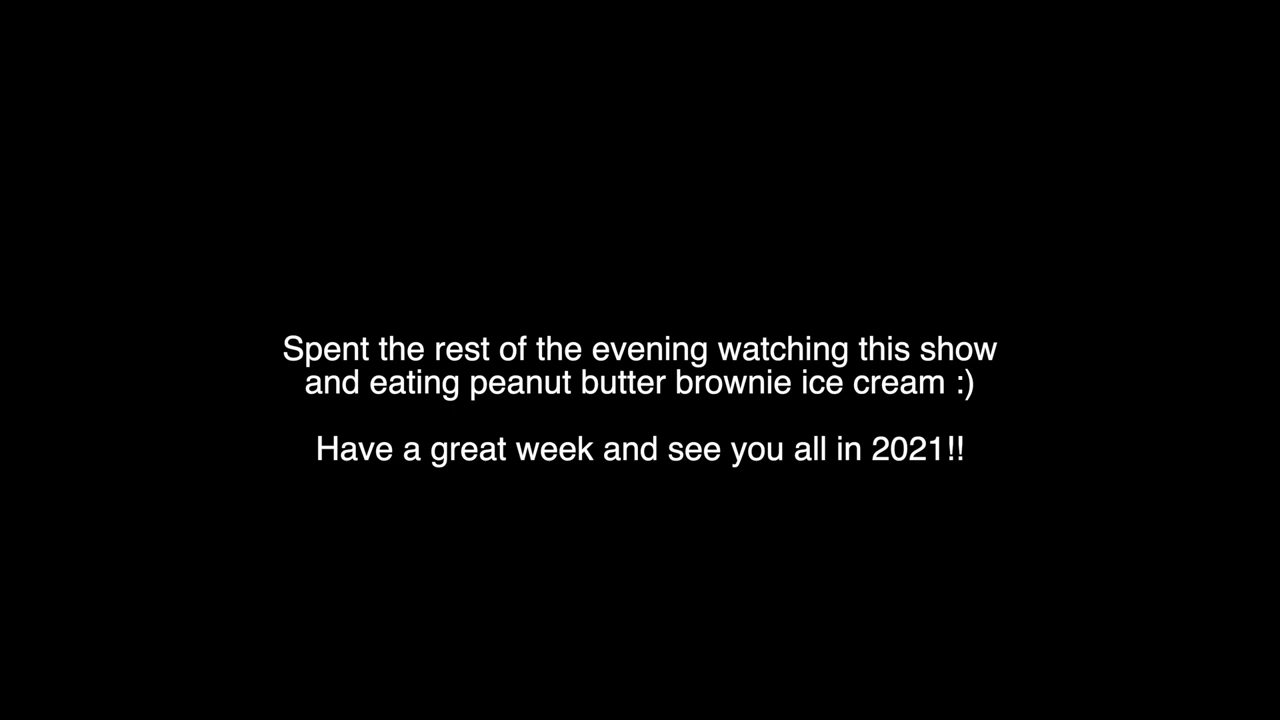 Spent the rest of the evening watching this show
and eating peanut butter brownie ice cream :)
Have a great week and see you all in 2021!!